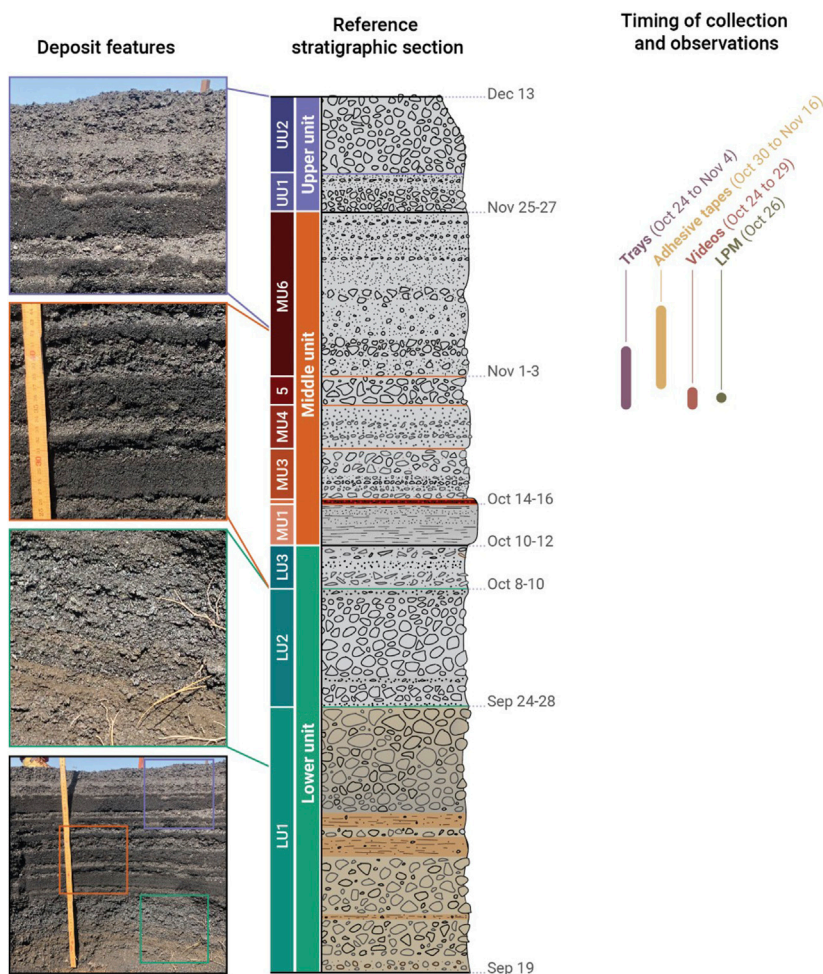 Deposit features
Reference
stratigraphic section
Timing of collection
and observations
Dec 13
UU2
Upper unit
UU1
Nov 25-27
MU6
Middle unit
Nov 1-3
5
MU4
MU3
Oct 14-16
MU1
Oct 10-12
LU3
Oct 8-10
LU2
Sep 24-28
Lower unit
LU1
Sep 19
Trays (Oct 24 to Nov 4)
Adhesive tapes (Oct 30 to Nov 16)
Videos (Oct 24 to 29)
LPM (Oct 26)